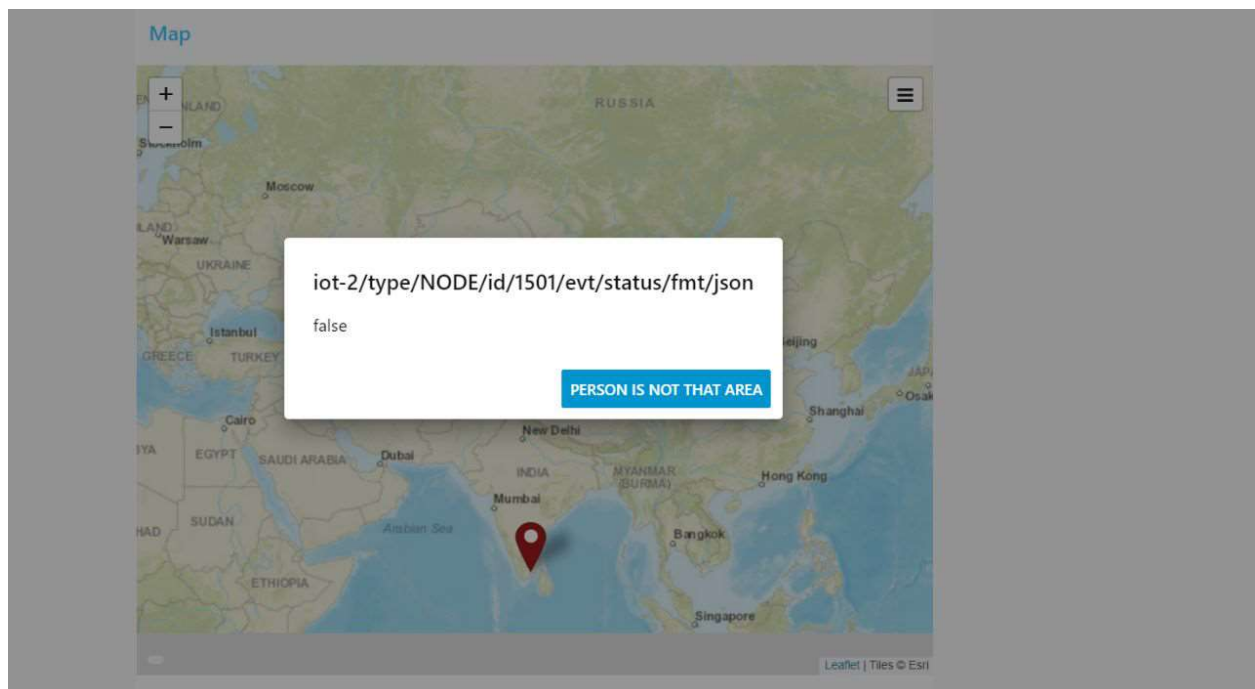 Map
+
RUSSIA
−
Moscow
Warsaw
UKRAINE
iot-2/type/NODE/id/1501/evt/status/fmt/json
false
Istanbul
GREECE
TURKEY
PERSON IS NOT THAT AREA
Shanghai
Cairo
New Delhi
EGYPT
SAUDI ARABIA
Dubai
INDIA
MYANMAR
(BURMA)
Hong Kong
Mumbai
SUDAN
Arabian Sea
Bangkok
ETHIOPIA
Singapore
Leaflet | Tiles © Esri